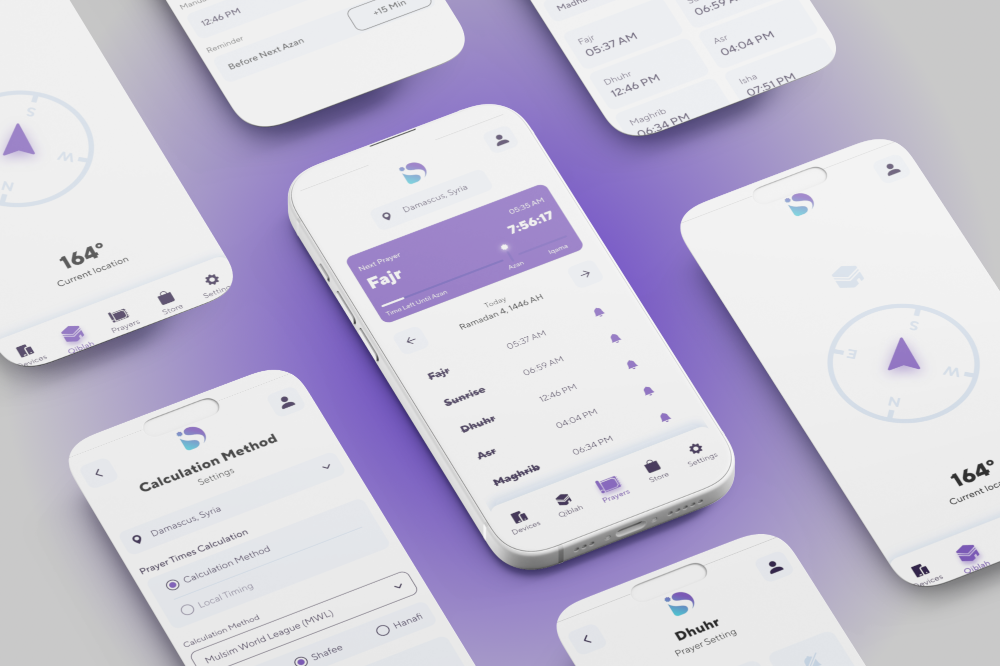 Manu
12:46 PM
+15 Min
Reminder
Before Next Azan
Fajr
05:37 AM
06:59 AM
Dhuhr
12:46 PM
Asr
04:04 PM
Maghrib
06:34 PM
Isha
07:51 PM
S
W
N
164°
Current location
Devices
Qiblah
Prayers
Store
Settings
Damascus, Syria
Next Prayer
05:35 AM
Fajr
7:56:17
Time Left Until Azan
Azan
Iqama
Today
Ramadan 4, 1446 AH
Fajr
05:37 AM
Sunrise
06:59 AM
Dhuhr
12:46 PM
Asr
04:04 PM
Maghrib
06:34 PM
Devices
Qiblah
Prayers
Store
Settings
S
E
W
N
164°
Current loca
Devices
Qiblah
Calculation Method
Settings
Damascus, Syria
Prayer Times Calculation
Calculation Method
Local Timing
Calculation Method
Mulsim World League (MWL)
Shafee
Hanafi
Dhuhr
Prayer Setting